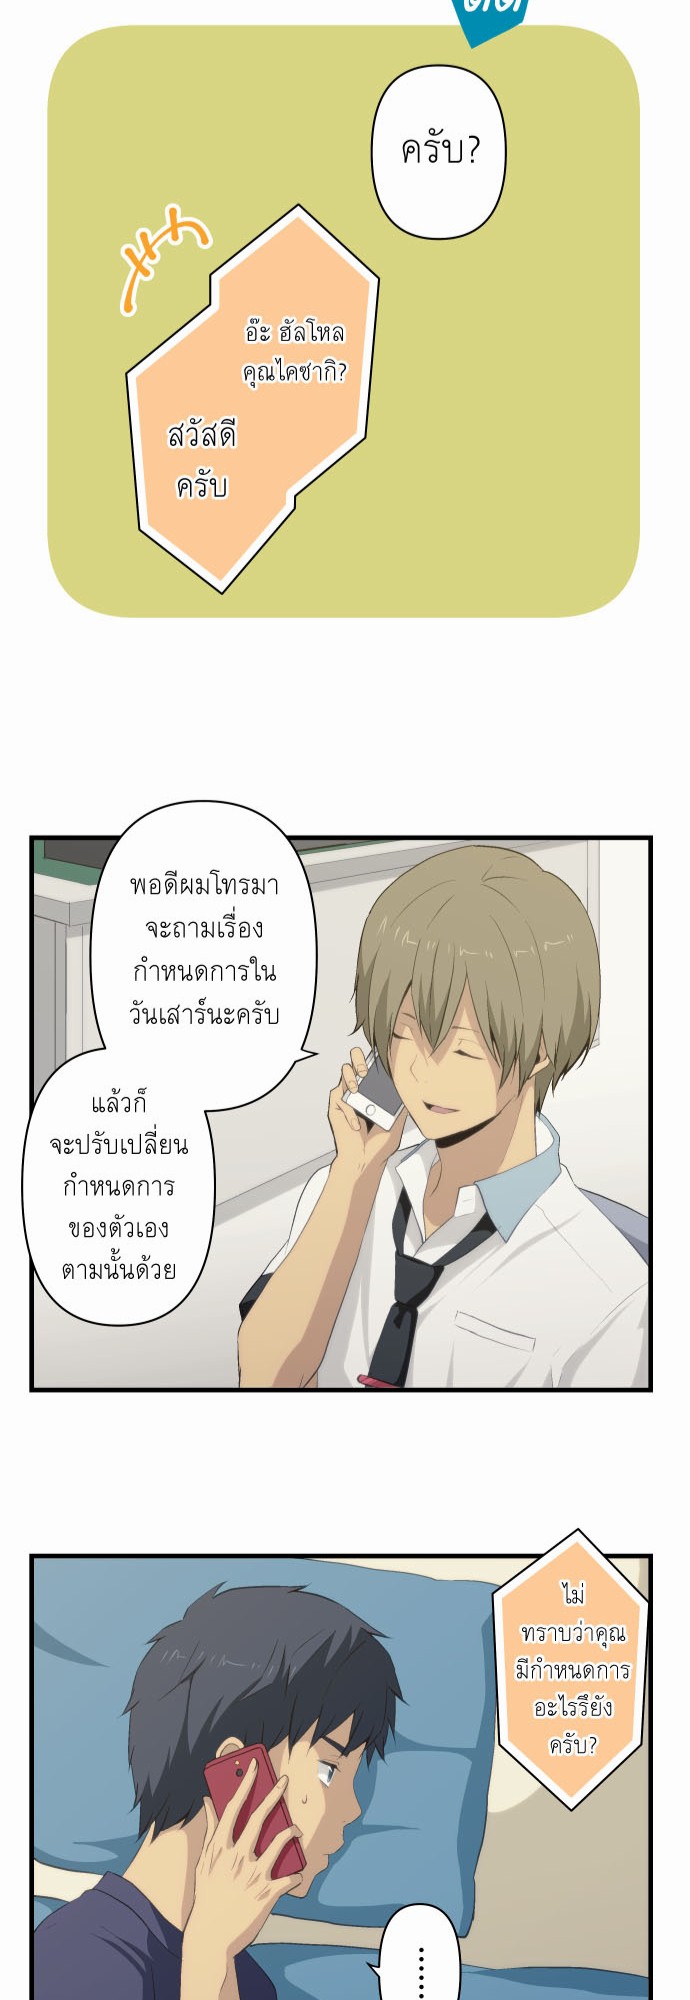 ครับ?
อ๊ะ ฮัลโหล
คุณไคซากิ?
สวัสดี
ครับ
พอดีผมโทรมา
จะถามเรื่อง
กำหนดการใน
วันเสาร์นะครับ
แล้วก็
จะปรับเปลี่ยน
กำหนดการ
ของตัวเอง
ตามนั้นด้วย
ไม่
ทราบว่าคุณ
มีกำหนดการ
อะไรรึยัง
ครับ?